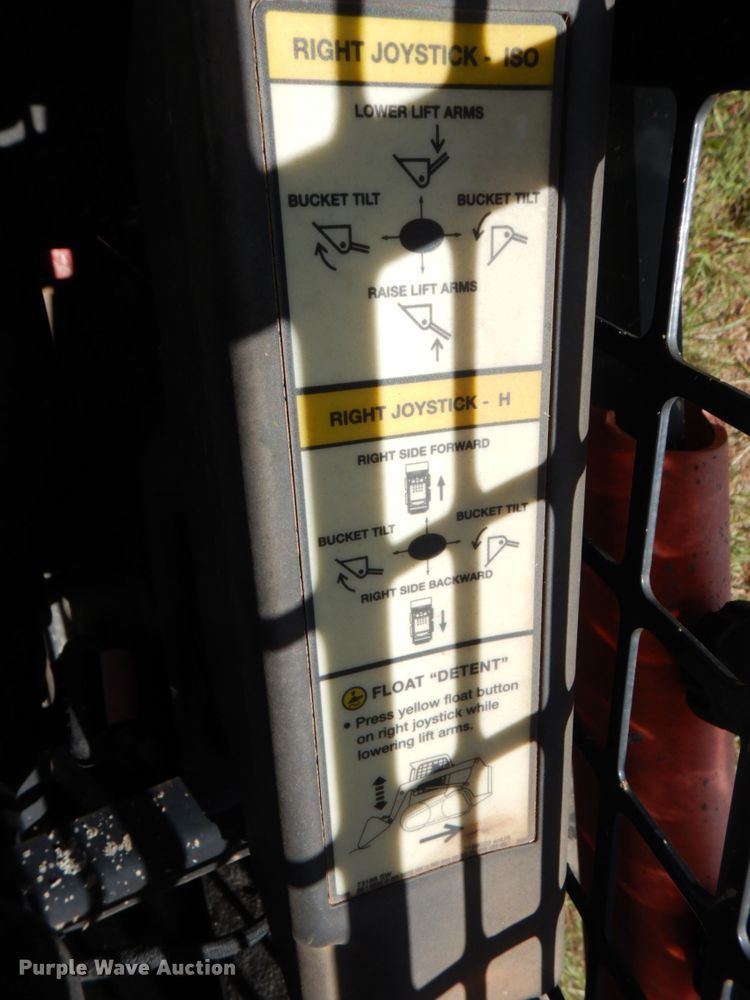 RIGHT JOYSTICK - ISO
LOWER LIFT ARMS
BUCKET TILT
BUCKET TILT
RAISE LIFT ARMS
RIGHT JOYSTICK - H
RIGHT SIDE FORWARD
BUCKET TILT
BUCKET TILT
RIGHT SIDE BACKWARD
FLOAT “DETENT”
• Press yellow float button
on right joystick while
lowering lift arms.
Purple Wave Auction